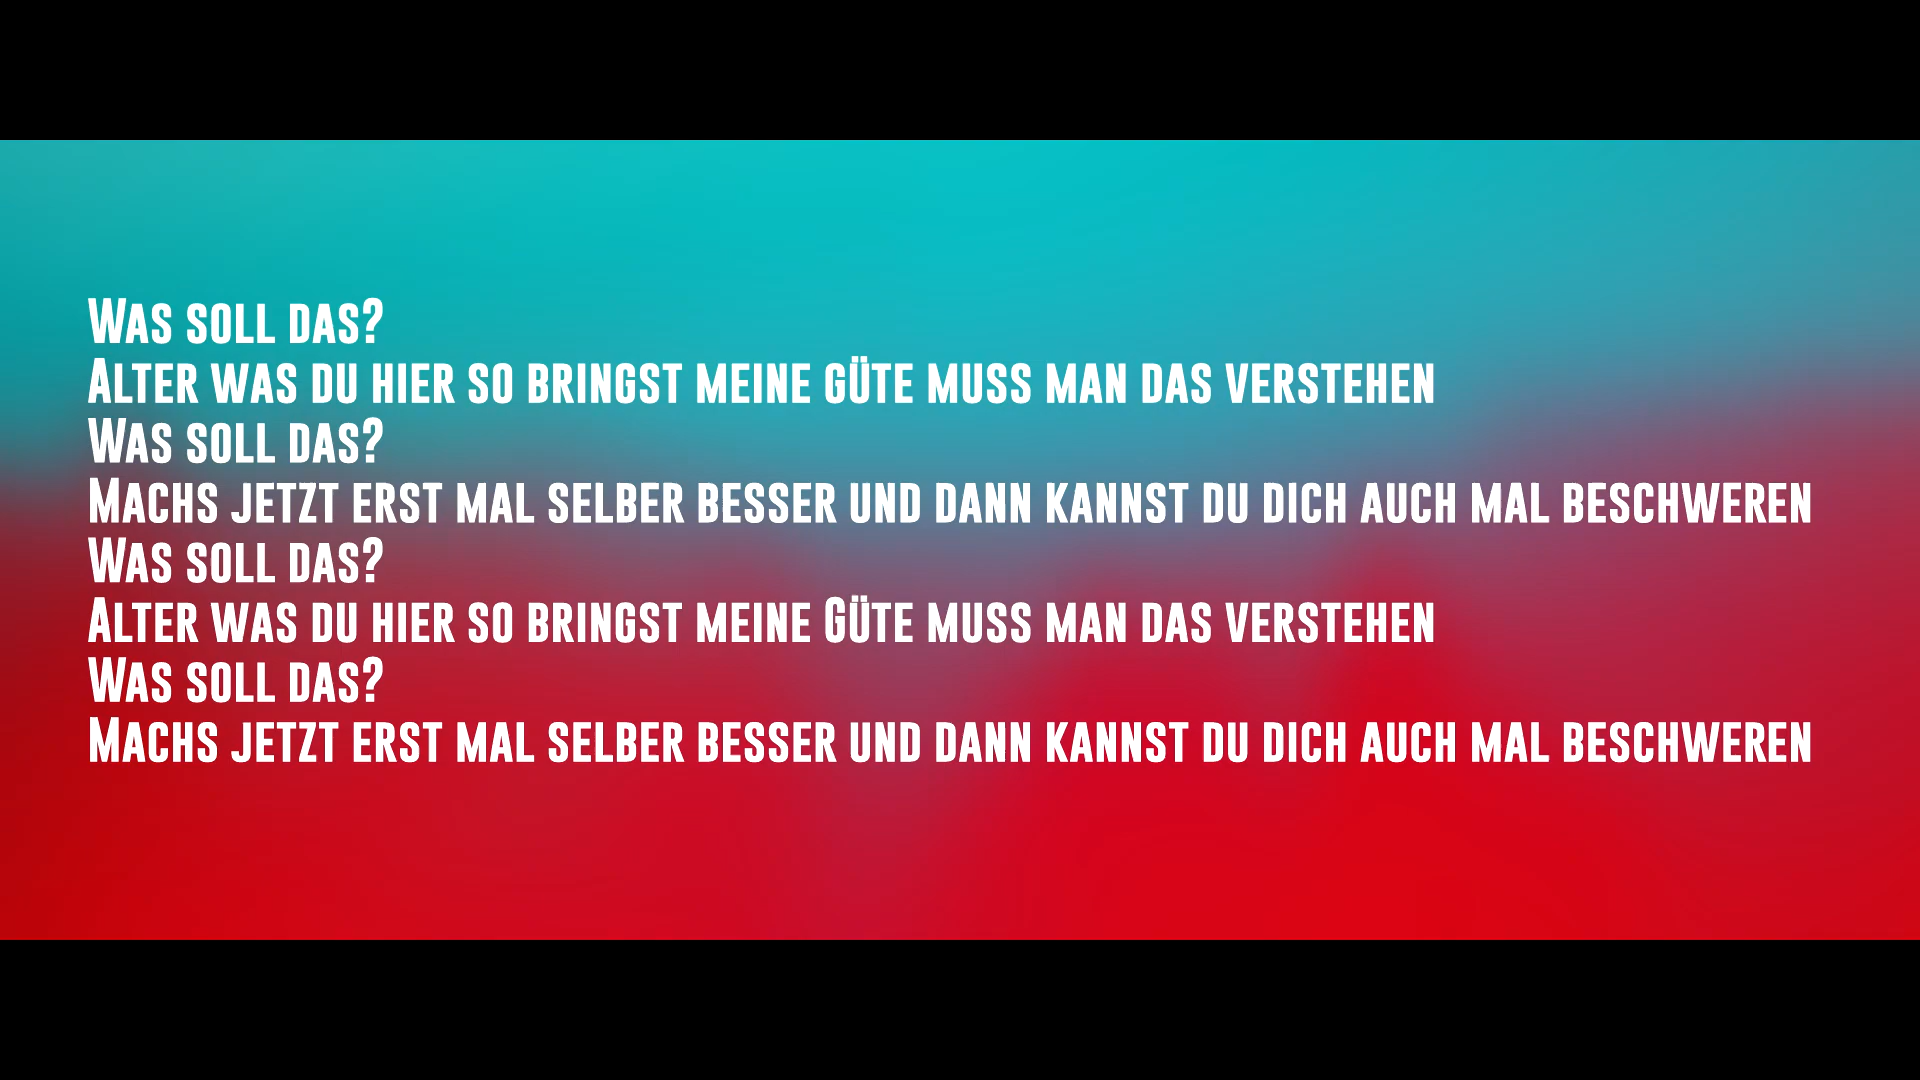 Was soll das?
Alter was du hier so bringst meine güte muss man das verstehen
Was soll das?
Machs jetzt erst mal selber besser und dann kannst du dich auch mal beschweren
Was soll das?
Alter was du hier so bringst meine Güte muss man das verstehen
Was soll das?
Machs jetzt erst mal selber besser und dann kannst du dich auch mal beschweren